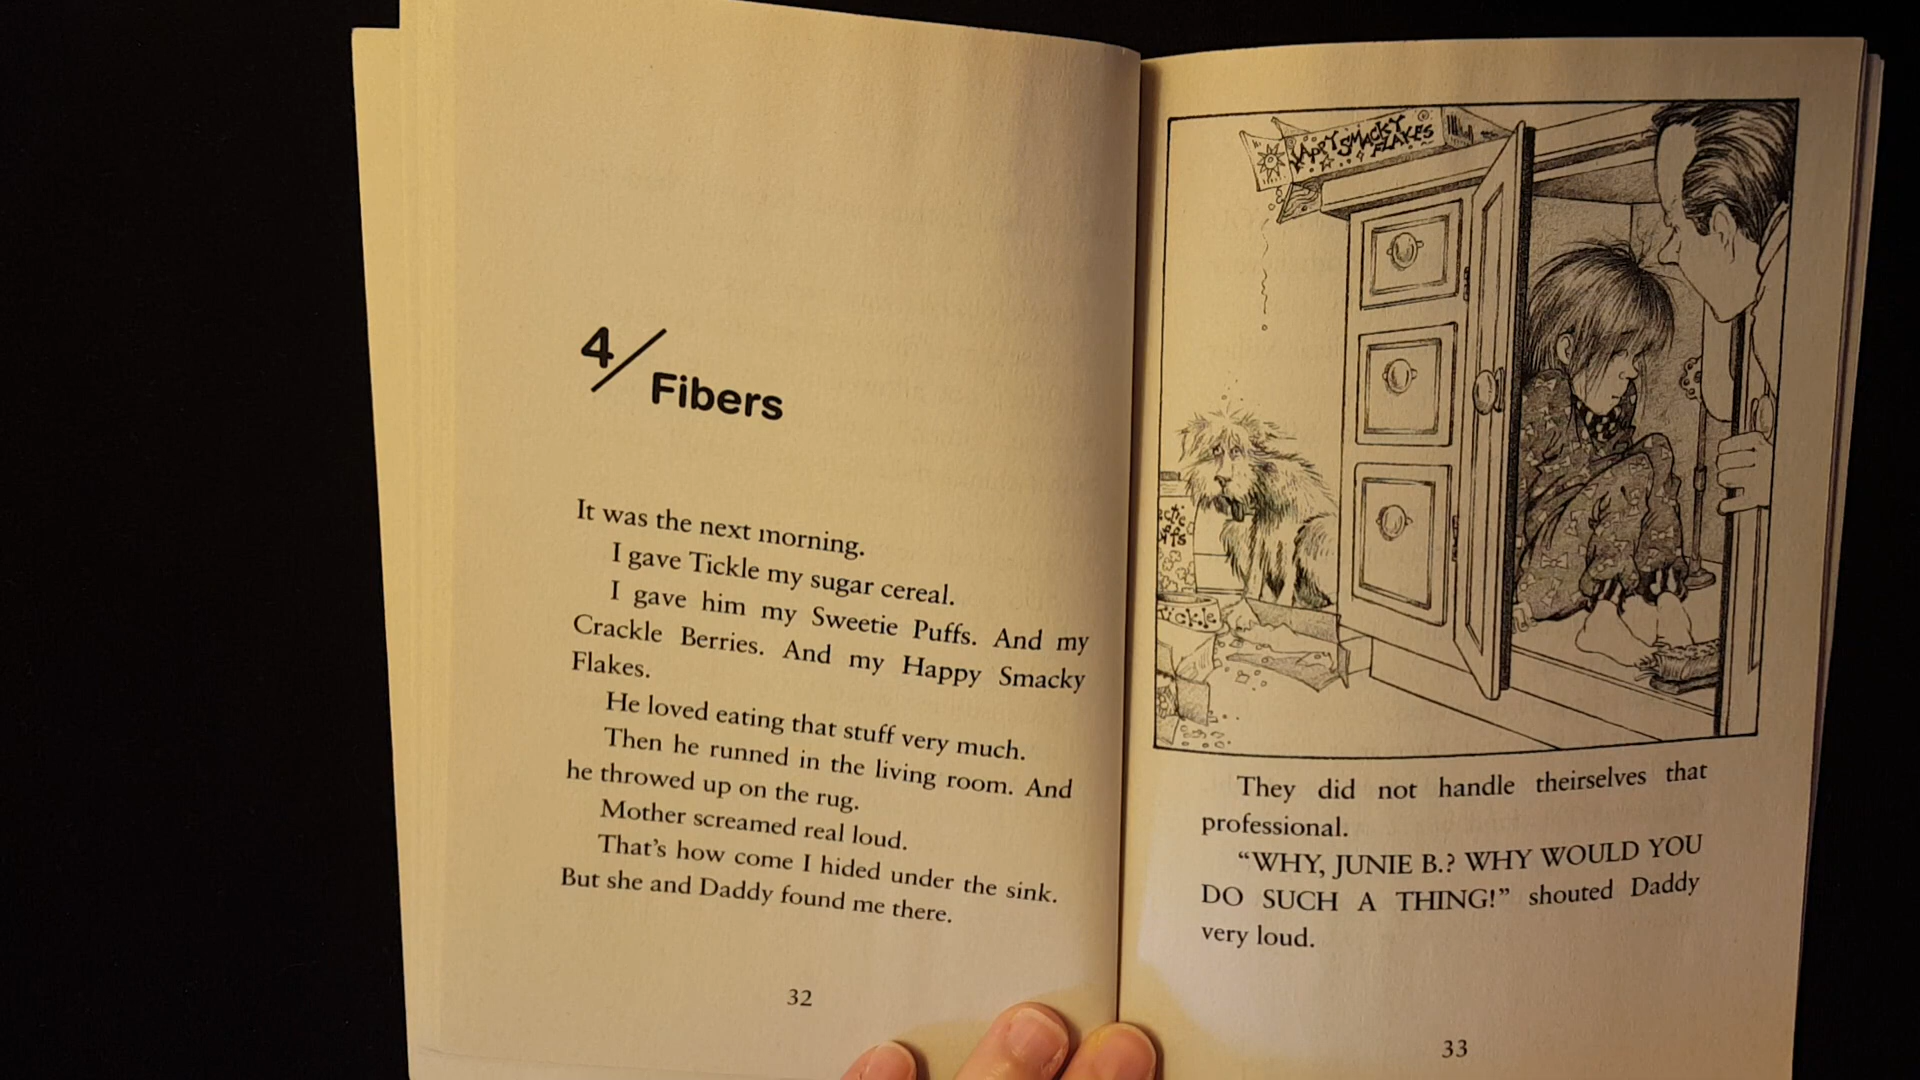 4/
Fibers
It was the next morning.
I gave Tickle my sugar cereal.
I gave him my Sweetie Puffs. And my
Crackle Berries. And my Happy Smacky
Flakes.
He loved eating that stuff very much.
Then he runned in the living room. And
he throwed up on the rug.
Mother screamed real loud.
That's how come I hided under the sink.
But she and Daddy found me there.
32
HAPPY SMACKY
FLAKES
TICKLE
They did not handle theirselves that
professional.
“WHY, JUNIE B.? WHY WOULD YOU
DO SUCH A THING!” shouted Daddy
very loud.
33